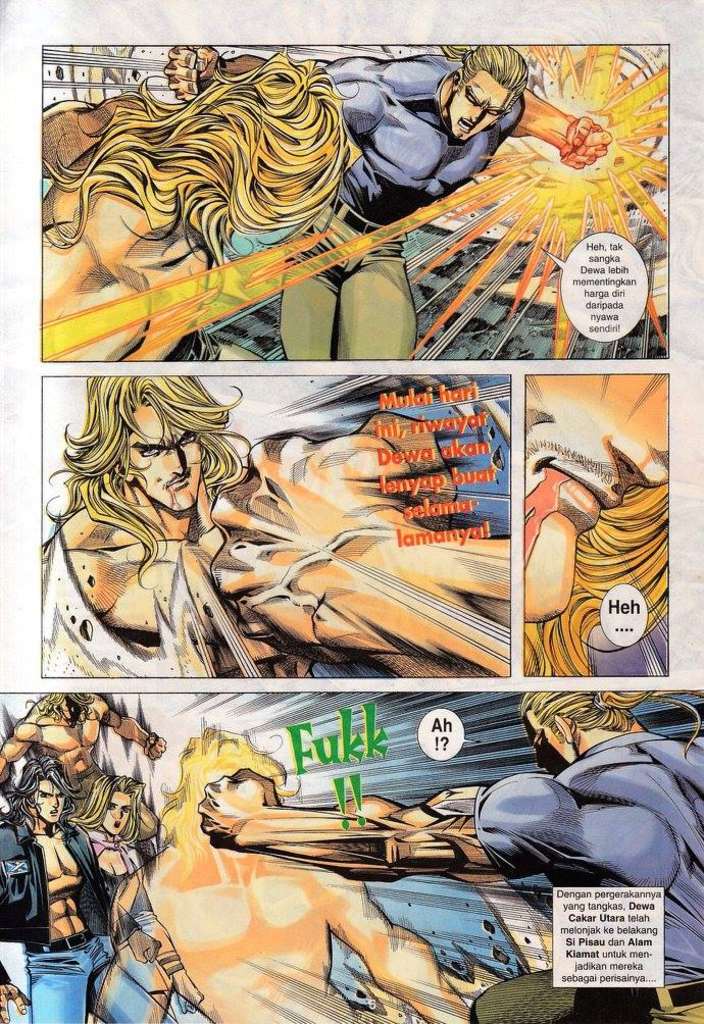 Heh, tak
sangka
Dewa lebih
mementingkan
harga diri
daripada
nyawa
sendiri!
Mulai hari
ini, riwayat
Dewa akan
lenyap buat
selama-
lamanya!
Heh
....
Fukk
!!
Ah
!?
Dengan pergerakannya
yang tangkas, Dewa
Cakar Utara telah
melonjak ke belakang
Si Pisau dan Alam
Kiamat untuk men-
jadikan mereka
sebagai perisainya....
6